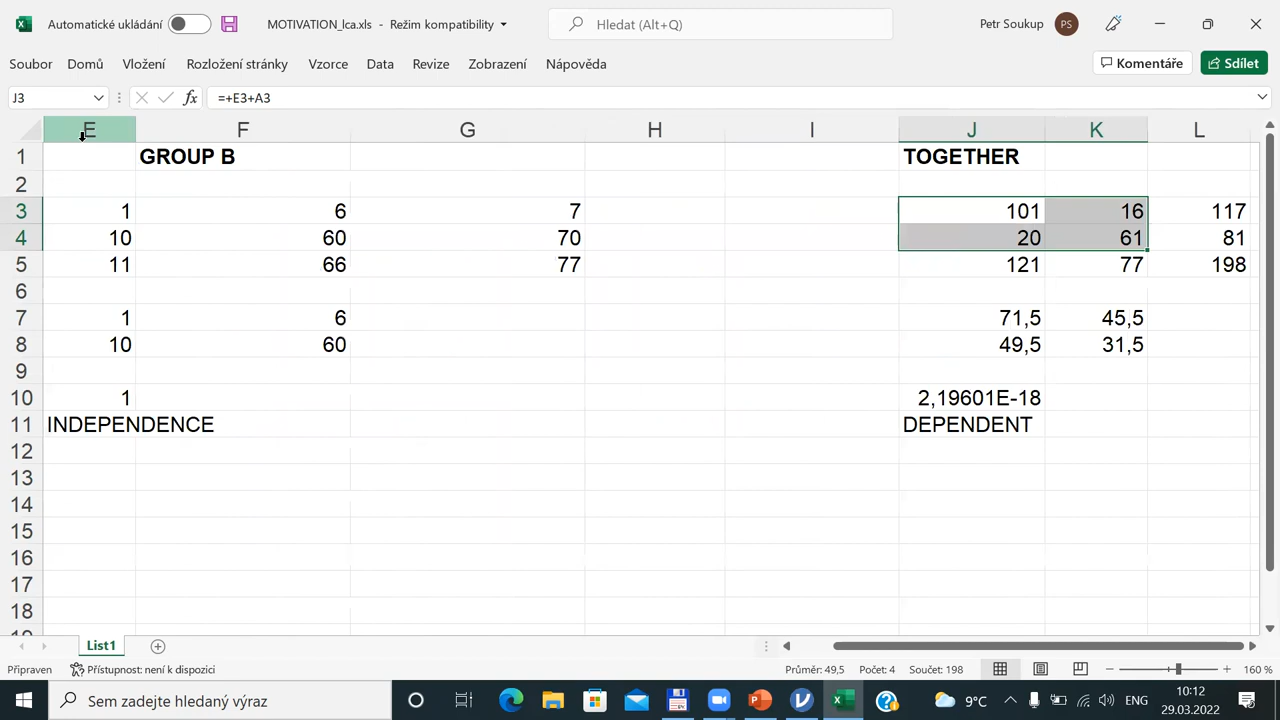 Automatické ukládání MOTIVATION_lca.xls - Režim kompatibility Hledat (Alt+Q) Petr Soukup PS
Soubor Domů Vložení Rozložení stránky Vzorce Data Revize Zobrazení Nápověda Komentáře Sdílet
J3 fx =+E3+A3
E F G H I J K L
1 GROUP B TOGETHER
2
3 1 6 7 101 16 117
4 10 60 70 20 61 81
5 11 66 77 121 77 198
6
7 1 6 71,5 45,5
8 10 60 49,5 31,5
9
10 1 2,19601E-18
11 INDEPENDENCE DEPENDENT
12
13
14
15
16
17
18
19
List1
Připraven Přístupnost: není k dispozici Průměr: 49,5 Počet: 4 Součet: 198 160 %
Sem zadejte hledaný výraz 9°C ENG 10:12
29.03.2022